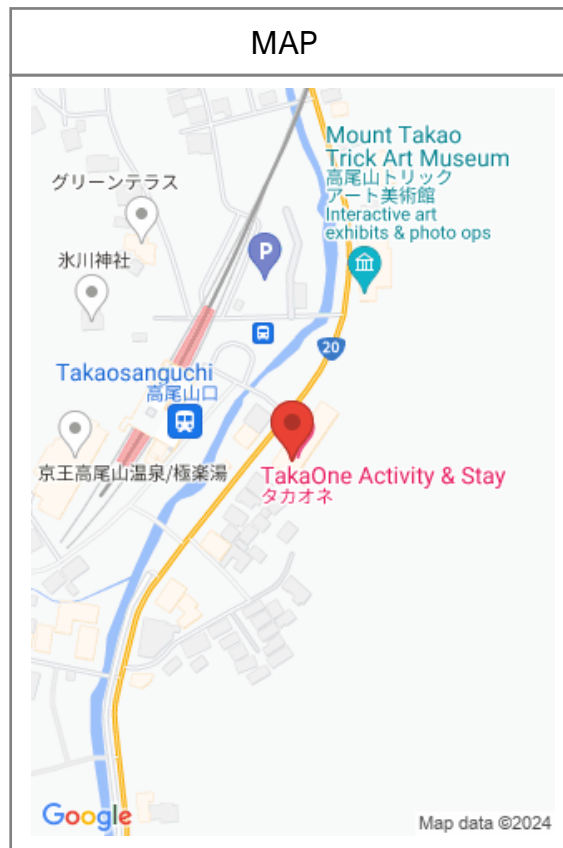 MAP
Mount Takao
Trick Art Museum
高尾山トリック
アート美術館
Interactive art
exhibits & photo ops
グリーンテラス
氷川神社
P
20
Takaosanguchi
高尾山口
京王高尾山温泉/極楽湯
TakaOne Activity & Stay
タカオネ
Google
Map data ©2024